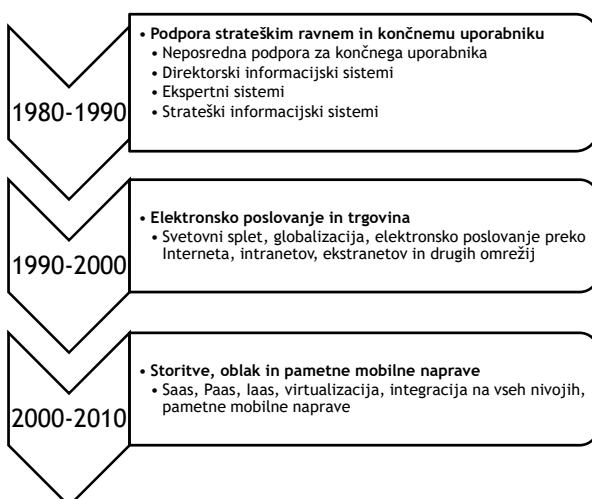 1980-1990
• Podpora strateškim ravnem in končnemu uporabniku
• Neposredna podpora za končnega uporabnika
• Direktorski informacijski sistemi
• Ekspertni sistemi
• Strateški informacijski sistemi
1990-2000
• Elektronsko poslovanje in trgovina
• Svetovni splet, globalizacija, elektronsko poslovanje preko
Interneta, intranetov, ekstranetov in drugih omrežij
2000-2010
• Storitve, oblak in pametne mobilne naprave
• Saas, Paas, Iaas, virtualizacija, integracija na vseh nivojih,
pametne mobilne naprave